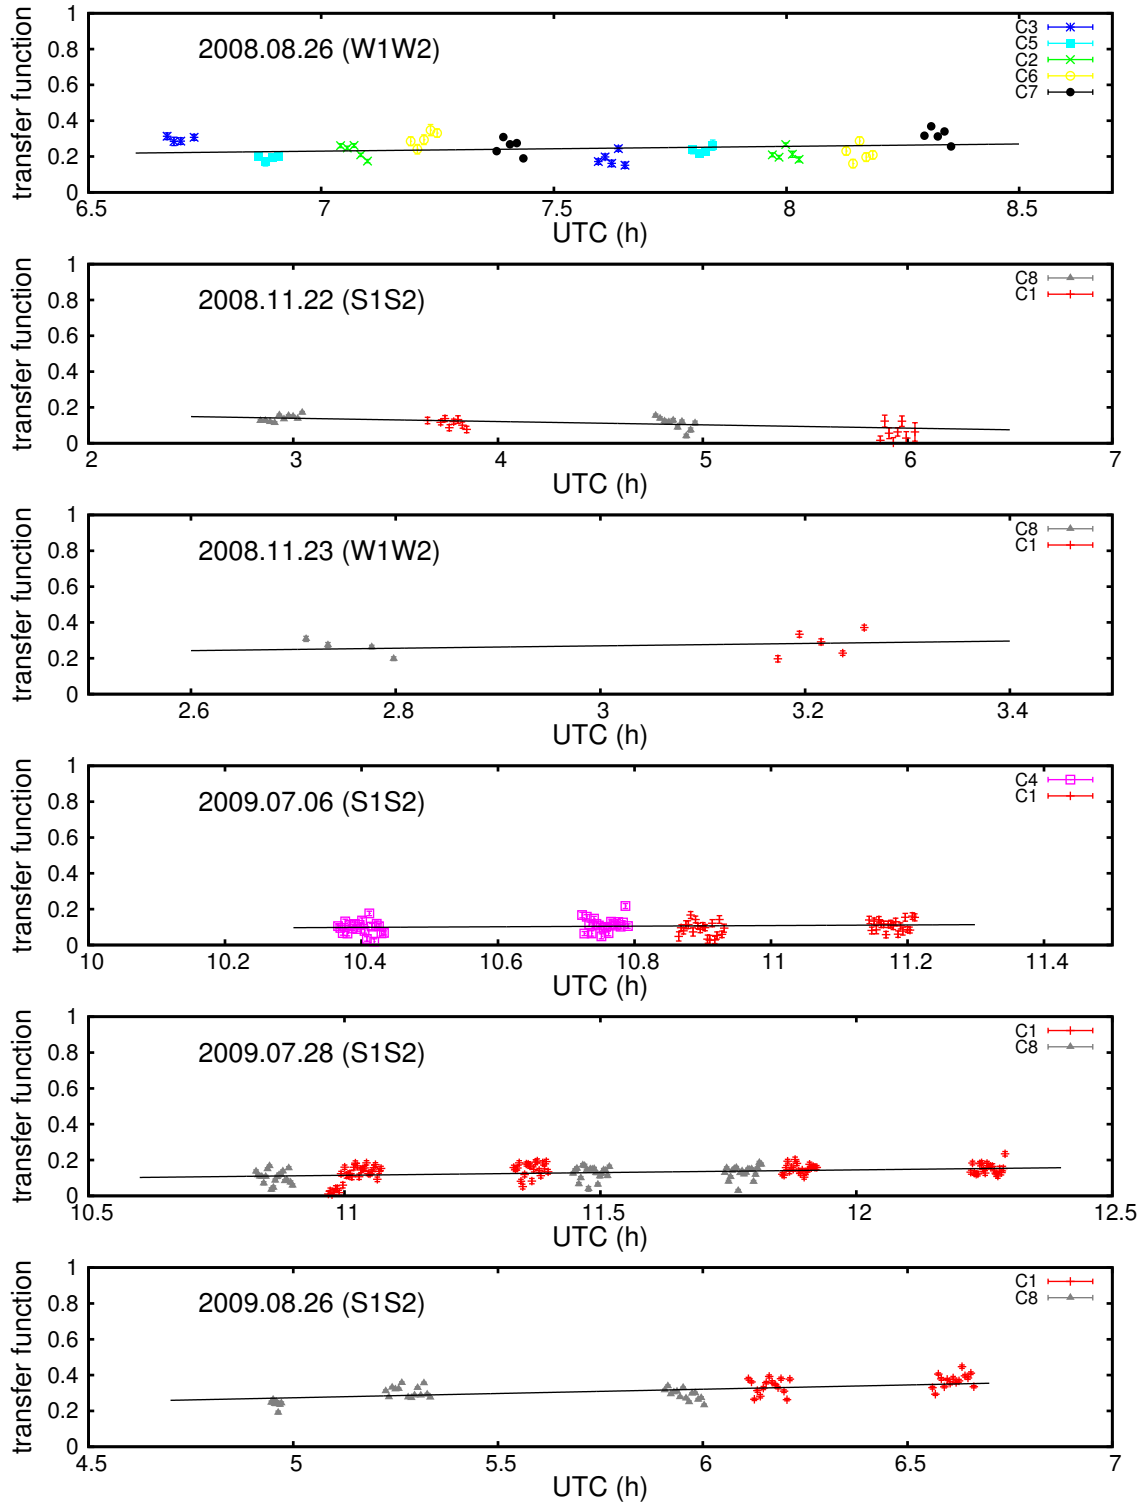 transfer function
1
0.8
0.6
0.4
0.2
0
2008.08.26 (W1W2)
C3
C5
C2
C6
C7
6.5 7 7.5 8 8.5
UTC (h)
transfer function
1
0.8
0.6
0.4
0.2
0
2008.11.22 (S1S2)
C8
C1
2 3 4 5 6 7
UTC (h)
transfer function
1
0.8
0.6
0.4
0.2
0
2008.11.23 (W1W2)
C8
C1
2.6 2.8 3 3.2 3.4
UTC (h)
transfer function
1
0.8
0.6
0.4
0.2
0
2009.07.06 (S1S2)
C4
C1
10 10.2 10.4 10.6 10.8 11 11.2 11.4
UTC (h)
transfer function
1
0.8
0.6
0.4
0.2
0
2009.07.28 (S1S2)
C1
C8
10.5 11 11.5 12 12.5
UTC (h)
transfer function
1
0.8
0.6
0.4
0.2
0
2009.08.26 (S1S2)
C1
C8
4.5 5 5.5 6 6.5 7
UTC (h)